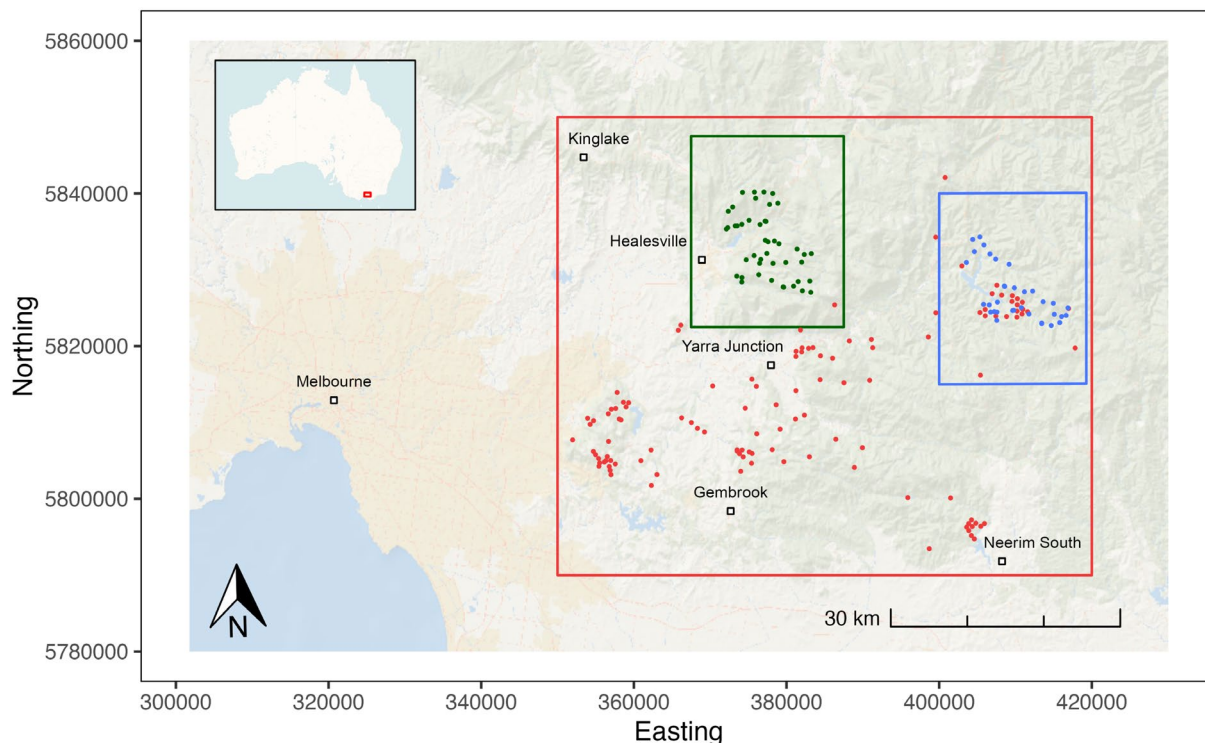 5860000
Kinglake
5840000
Healesville
5820000
Yarra Junction
Melbourne
5800000
Gembrook
Neerim South
N
30 km
5780000
300000 320000 340000 360000 380000 400000 420000
Easting
Northing